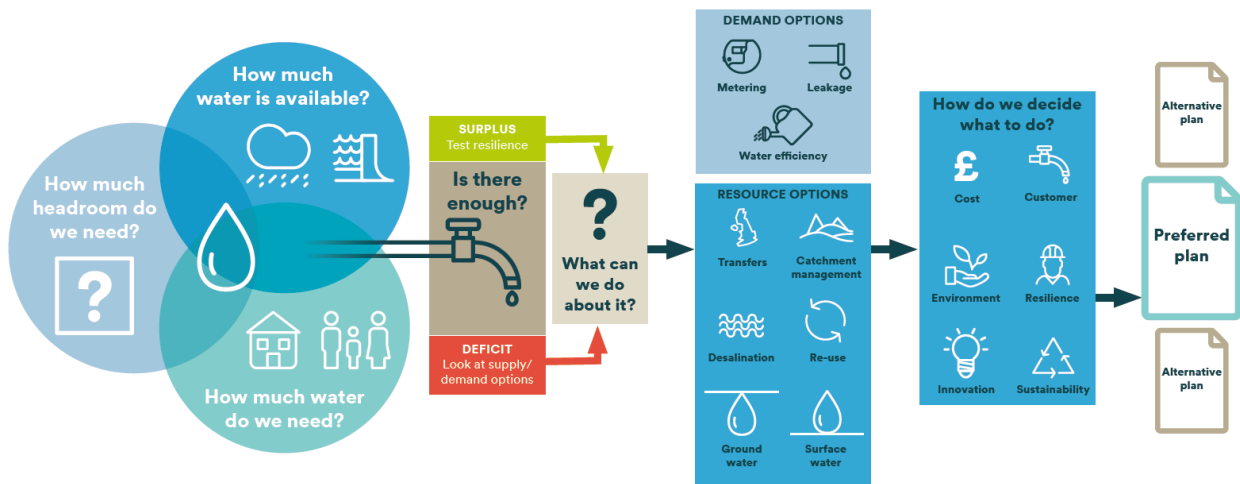 How much
water is available?
How much
headroom do
we need?
?
How much water
do we need?
SURPLUS
Test resilience
Is there
enough?
DEFICIT
Look at supply/
demand options
?
What can
we do
about it?
DEMAND OPTIONS
Metering
Leakage
Water efficiency
RESOURCE OPTIONS
Transfers
Catchment
management
Desalination
Re-use
Ground
water
Surface
water
How do we decide
what to do?
£
Cost
Customer
Environment
Resilience
Innovation
Sustainability
Alternative
plan
Preferred
plan
Alternative
plan